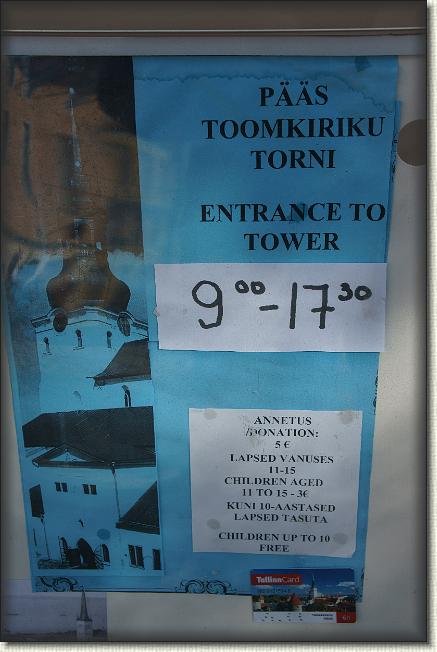 PÄÄS
TOOMKIRIKU
TORNI
ENTRANCE TO
TOWER
9⁰⁰-17³⁰
ANNETUS
/DONATION:
5 €
LAPSED VANUSES
11-15
CHILDREN AGED
11 TO 15 - 3€
KUNI 10-AASTASED
LAPSED TASUTA
CHILDREN UP TO 10
FREE
TallinnCard